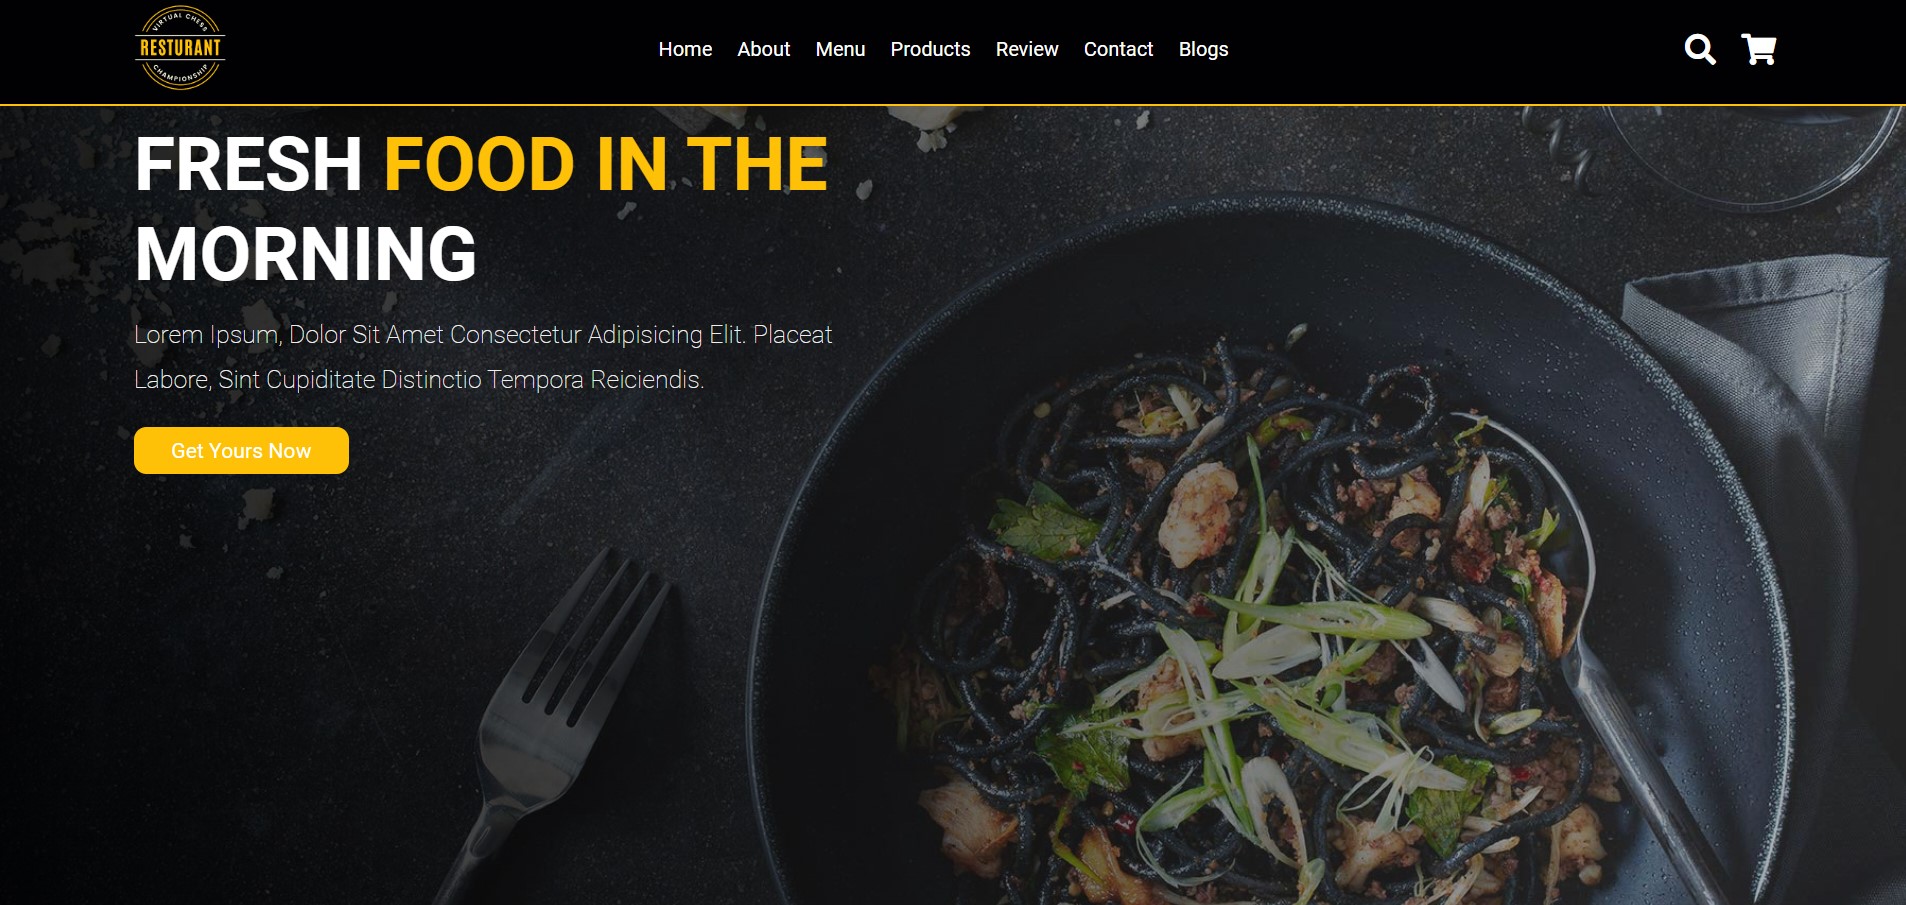 VIRTUAL CHESS
RESTURANT
CHAMPIONSHIP
Home About Menu Products Review Contact Blogs
FRESH FOOD IN THE
MORNING
Lorem Ipsum, Dolor Sit Amet Consectetur Adipisicing Elit. Placeat
Labore, Sint Cupiditate Distinctio Tempora Reiciendis.
Get Yours Now